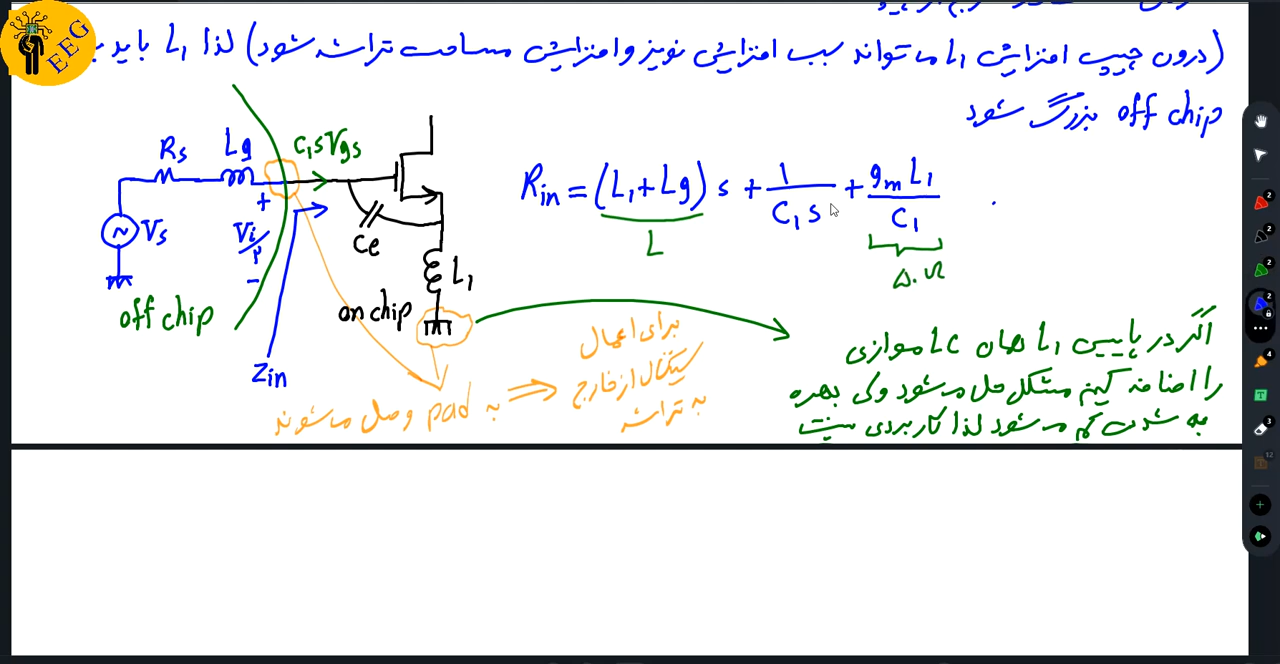 (درون چیپ افزایش L₁ می تواند سبب افزایش نویز و افزایش مساحت تراشه شود) لذا L₁ باید
off chip بزرگ شود
EEG
Rs Lg C₁sVgs
Rin = (L₁+Lg) s + 1/(C₁s) + gmL₁/C₁
L
Vs
+
Vi/2
-
Ce
L₁
50Ω
off chip
on chip
Zin
برای اعمال
سیگنال از خارج
به تراشه
به pad وصل می شوند
اگر در پایین L₁ همان LC موازی
را اضافه کنیم مشکل حل می شود ولی بهره
به شدت کم می شود لذا کاربردی نیست